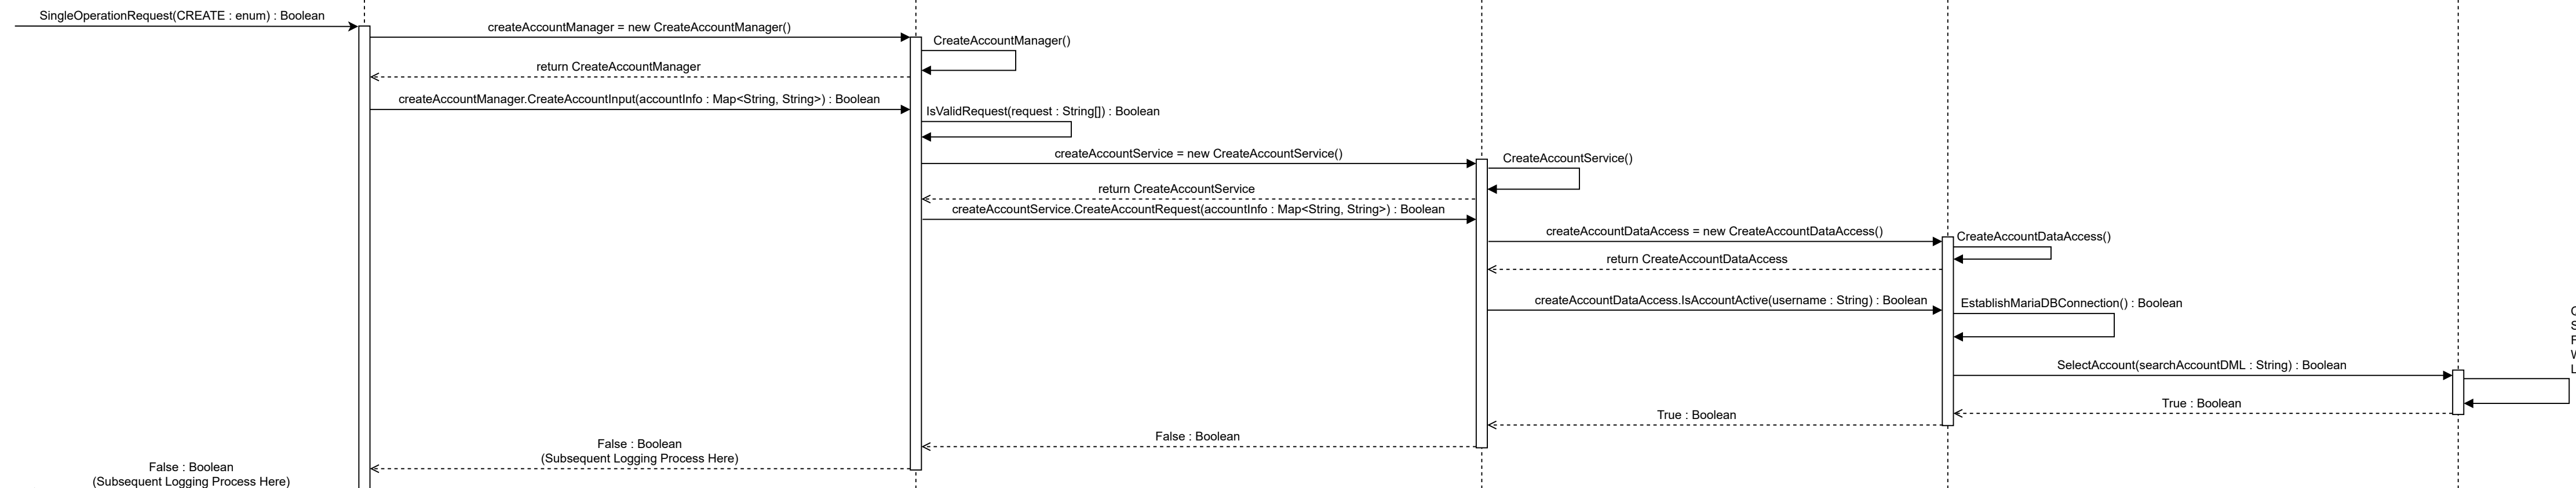 SingleOperationRequest(CREATE : enum) : Boolean
createAccountManager = new CreateAccountManager()
CreateAccountManager()
return CreateAccountManager
createAccountManager.CreateAccountInput(accountInfo : Map<String, String>) : Boolean
IsValidRequest(request : String[]) : Boolean
createAccountService = new CreateAccountService()
CreateAccountService()
return CreateAccountService
createAccountService.CreateAccountRequest(accountInfo : Map<String, String>) : Boolean
createAccountDataAccess = new CreateAccountDataAccess()
CreateAccountDataAccess()
return CreateAccountDataAccess
createAccountDataAccess.IsAccountActive(username : String) : Boolean
EstablishMariaDBConnection() : Boolean
SelectAccount(searchAccountDML : String) : Boolean
True : Boolean
True : Boolean
False : Boolean
False : Boolean
(Subsequent Logging Process Here)
False : Boolean
(Subsequent Logging Process Here)